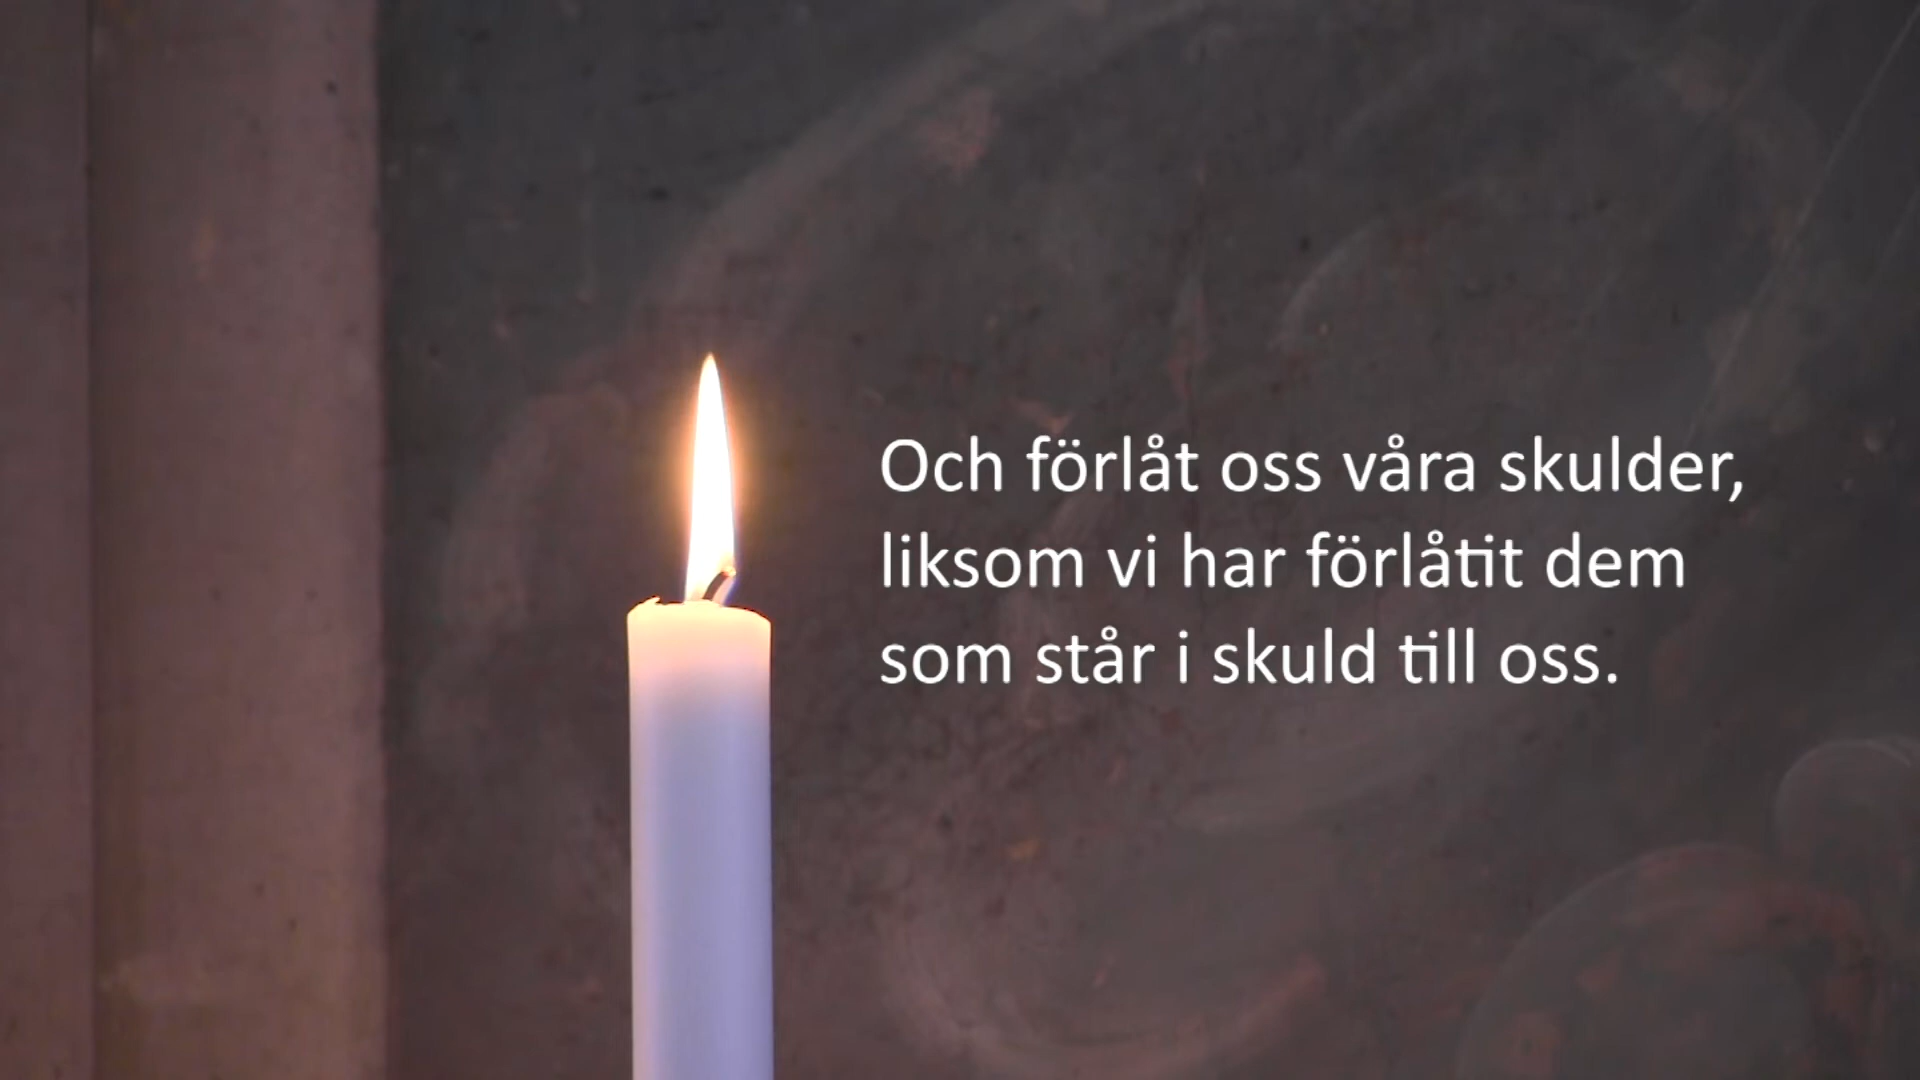 Och förlåt oss våra skulder,
liksom vi har förlåtit dem
som står i skuld till oss.